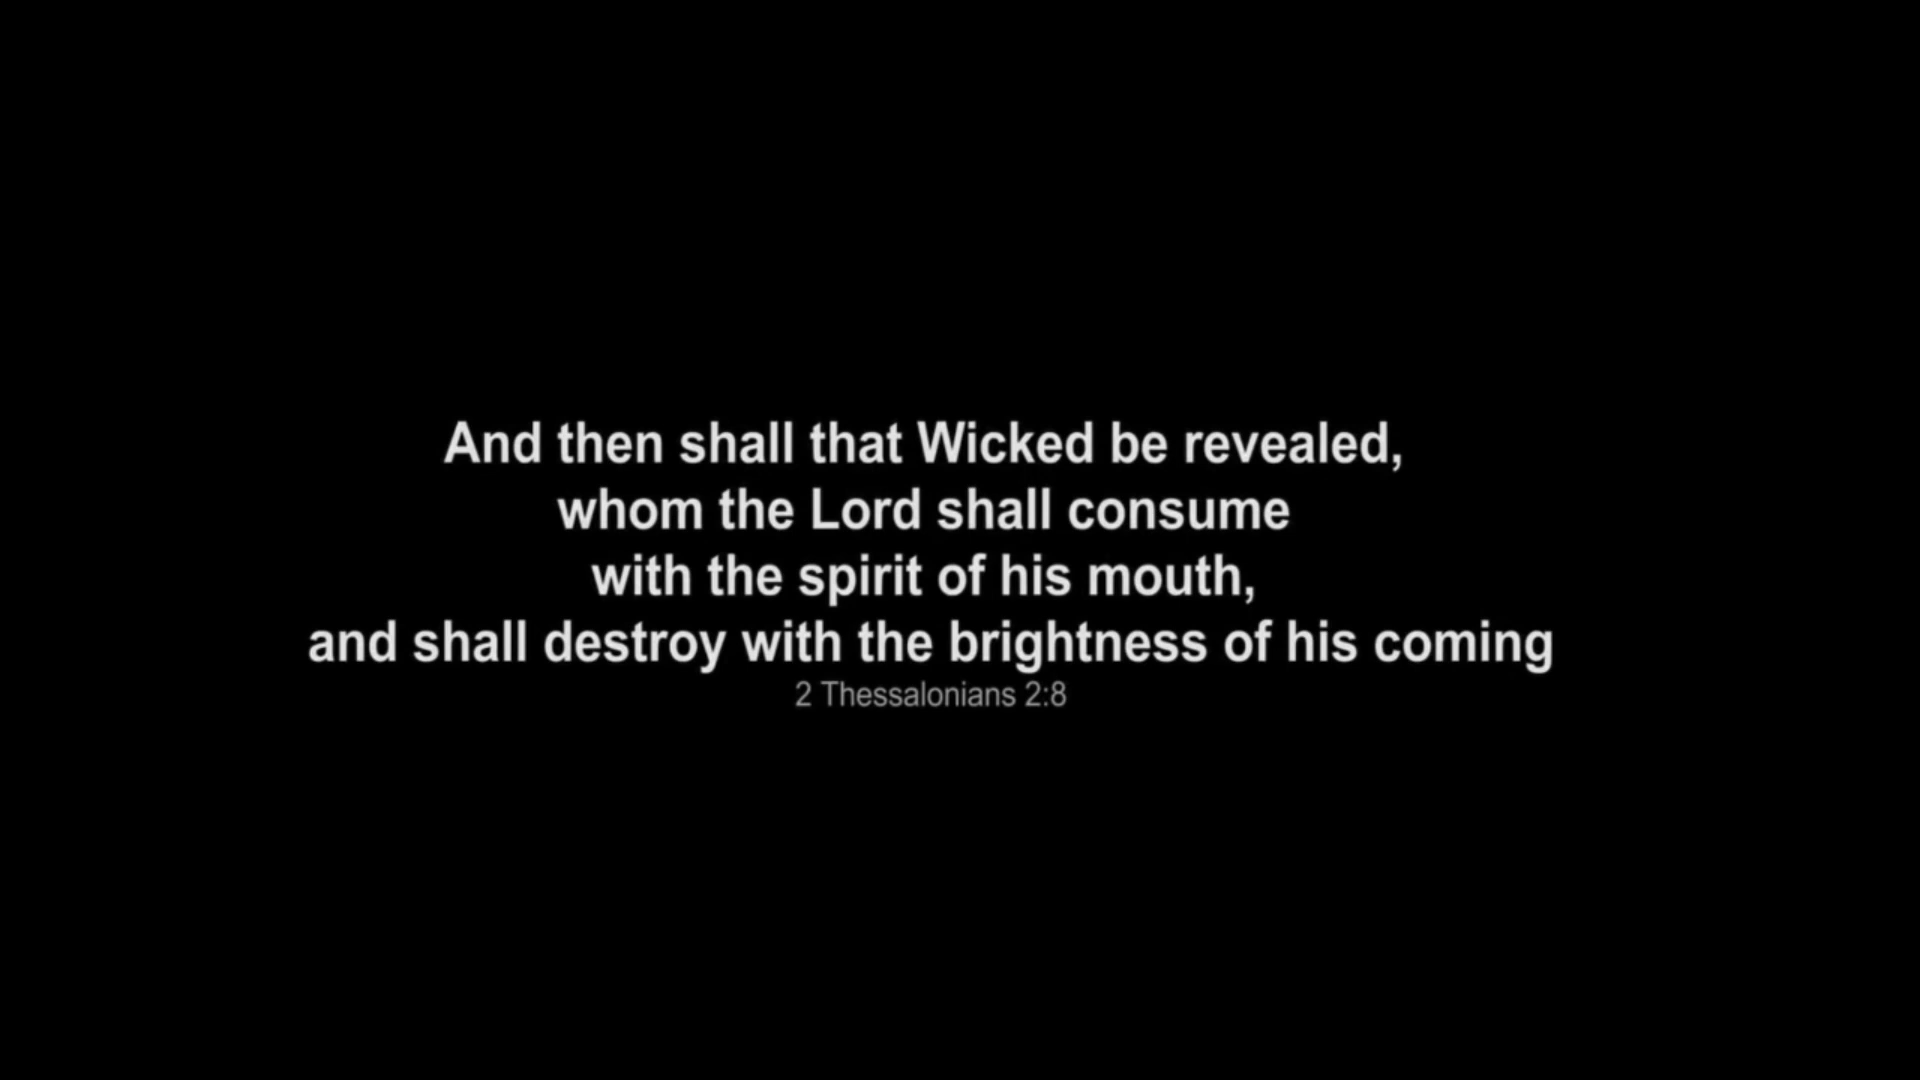 And then shall that Wicked be revealed,
whom the Lord shall consume
with the spirit of his mouth,
and shall destroy with the brightness of his coming
2 Thessalonians 2:8